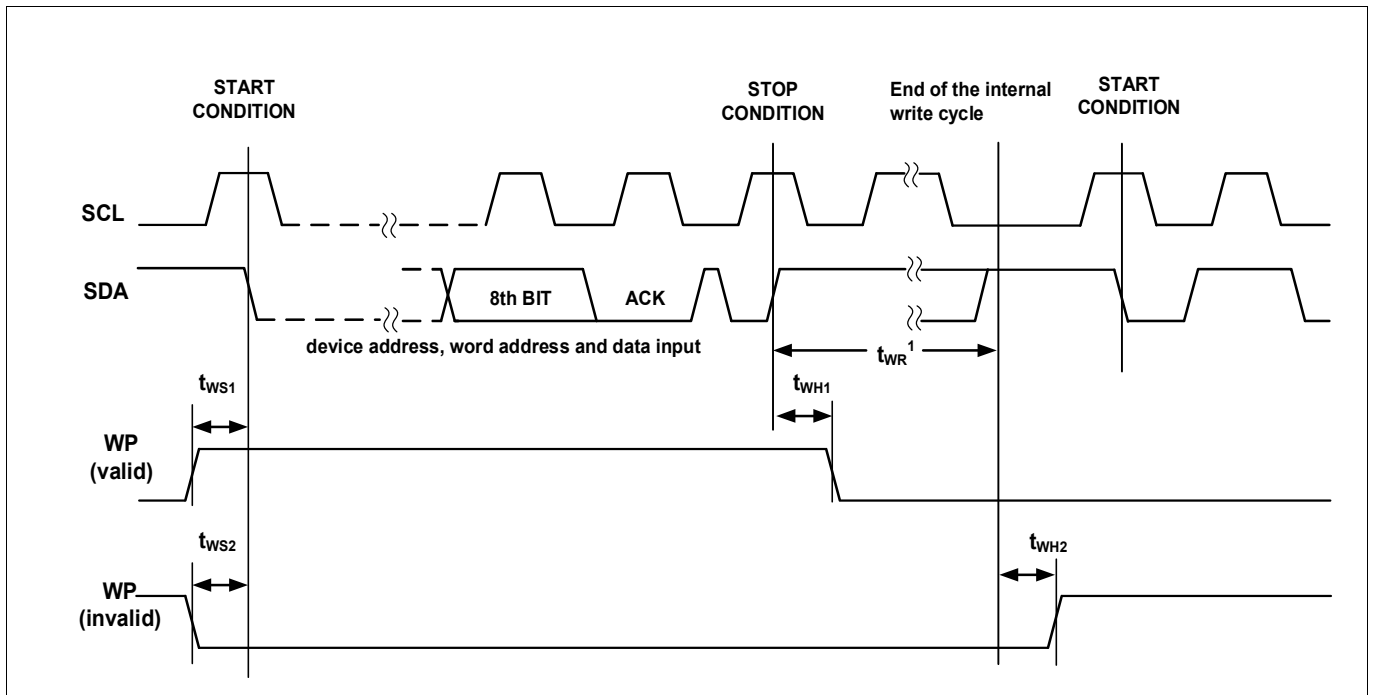 START
CONDITION
STOP
CONDITION
End of the internal
write cycle
START
CONDITION
SCL
SDA
8th BIT
ACK
device address, word address and data input
tWR1
tWS1
tWH1
WP
(valid)
tWS2
tWH2
WP
(invalid)